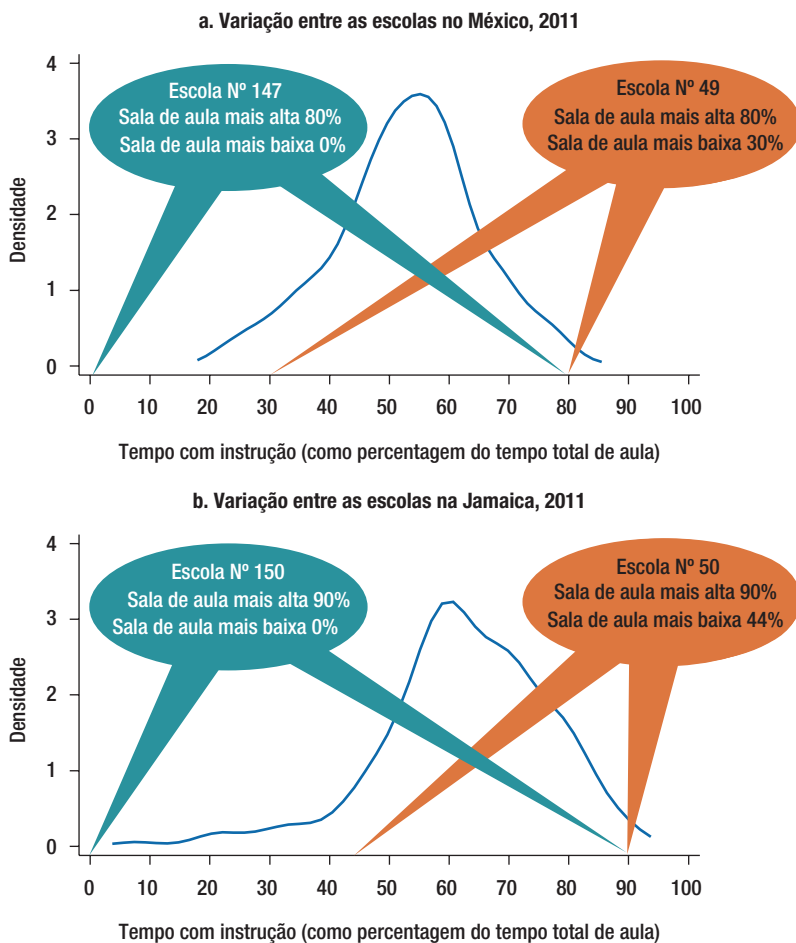 a. Variação entre as escolas no México, 2011
4
3
2
1
0
Densidade
Escola Nº 147
Sala de aula mais alta 80%
Sala de aula mais baixa 0%
Escola Nº 49
Sala de aula mais alta 80%
Sala de aula mais baixa 30%
0 10 20 30 40 50 60 70 80 90 100
Tempo com instrução (como percentagem do tempo total de aula)
b. Variação entre as escolas na Jamaica, 2011
4
3
2
1
0
Densidade
Escola Nº 150
Sala de aula mais alta 90%
Sala de aula mais baixa 0%
Escola Nº 50
Sala de aula mais alta 90%
Sala de aula mais baixa 44%
0 10 20 30 40 50 60 70 80 90 100
Tempo com instrução (como percentagem do tempo total de aula)